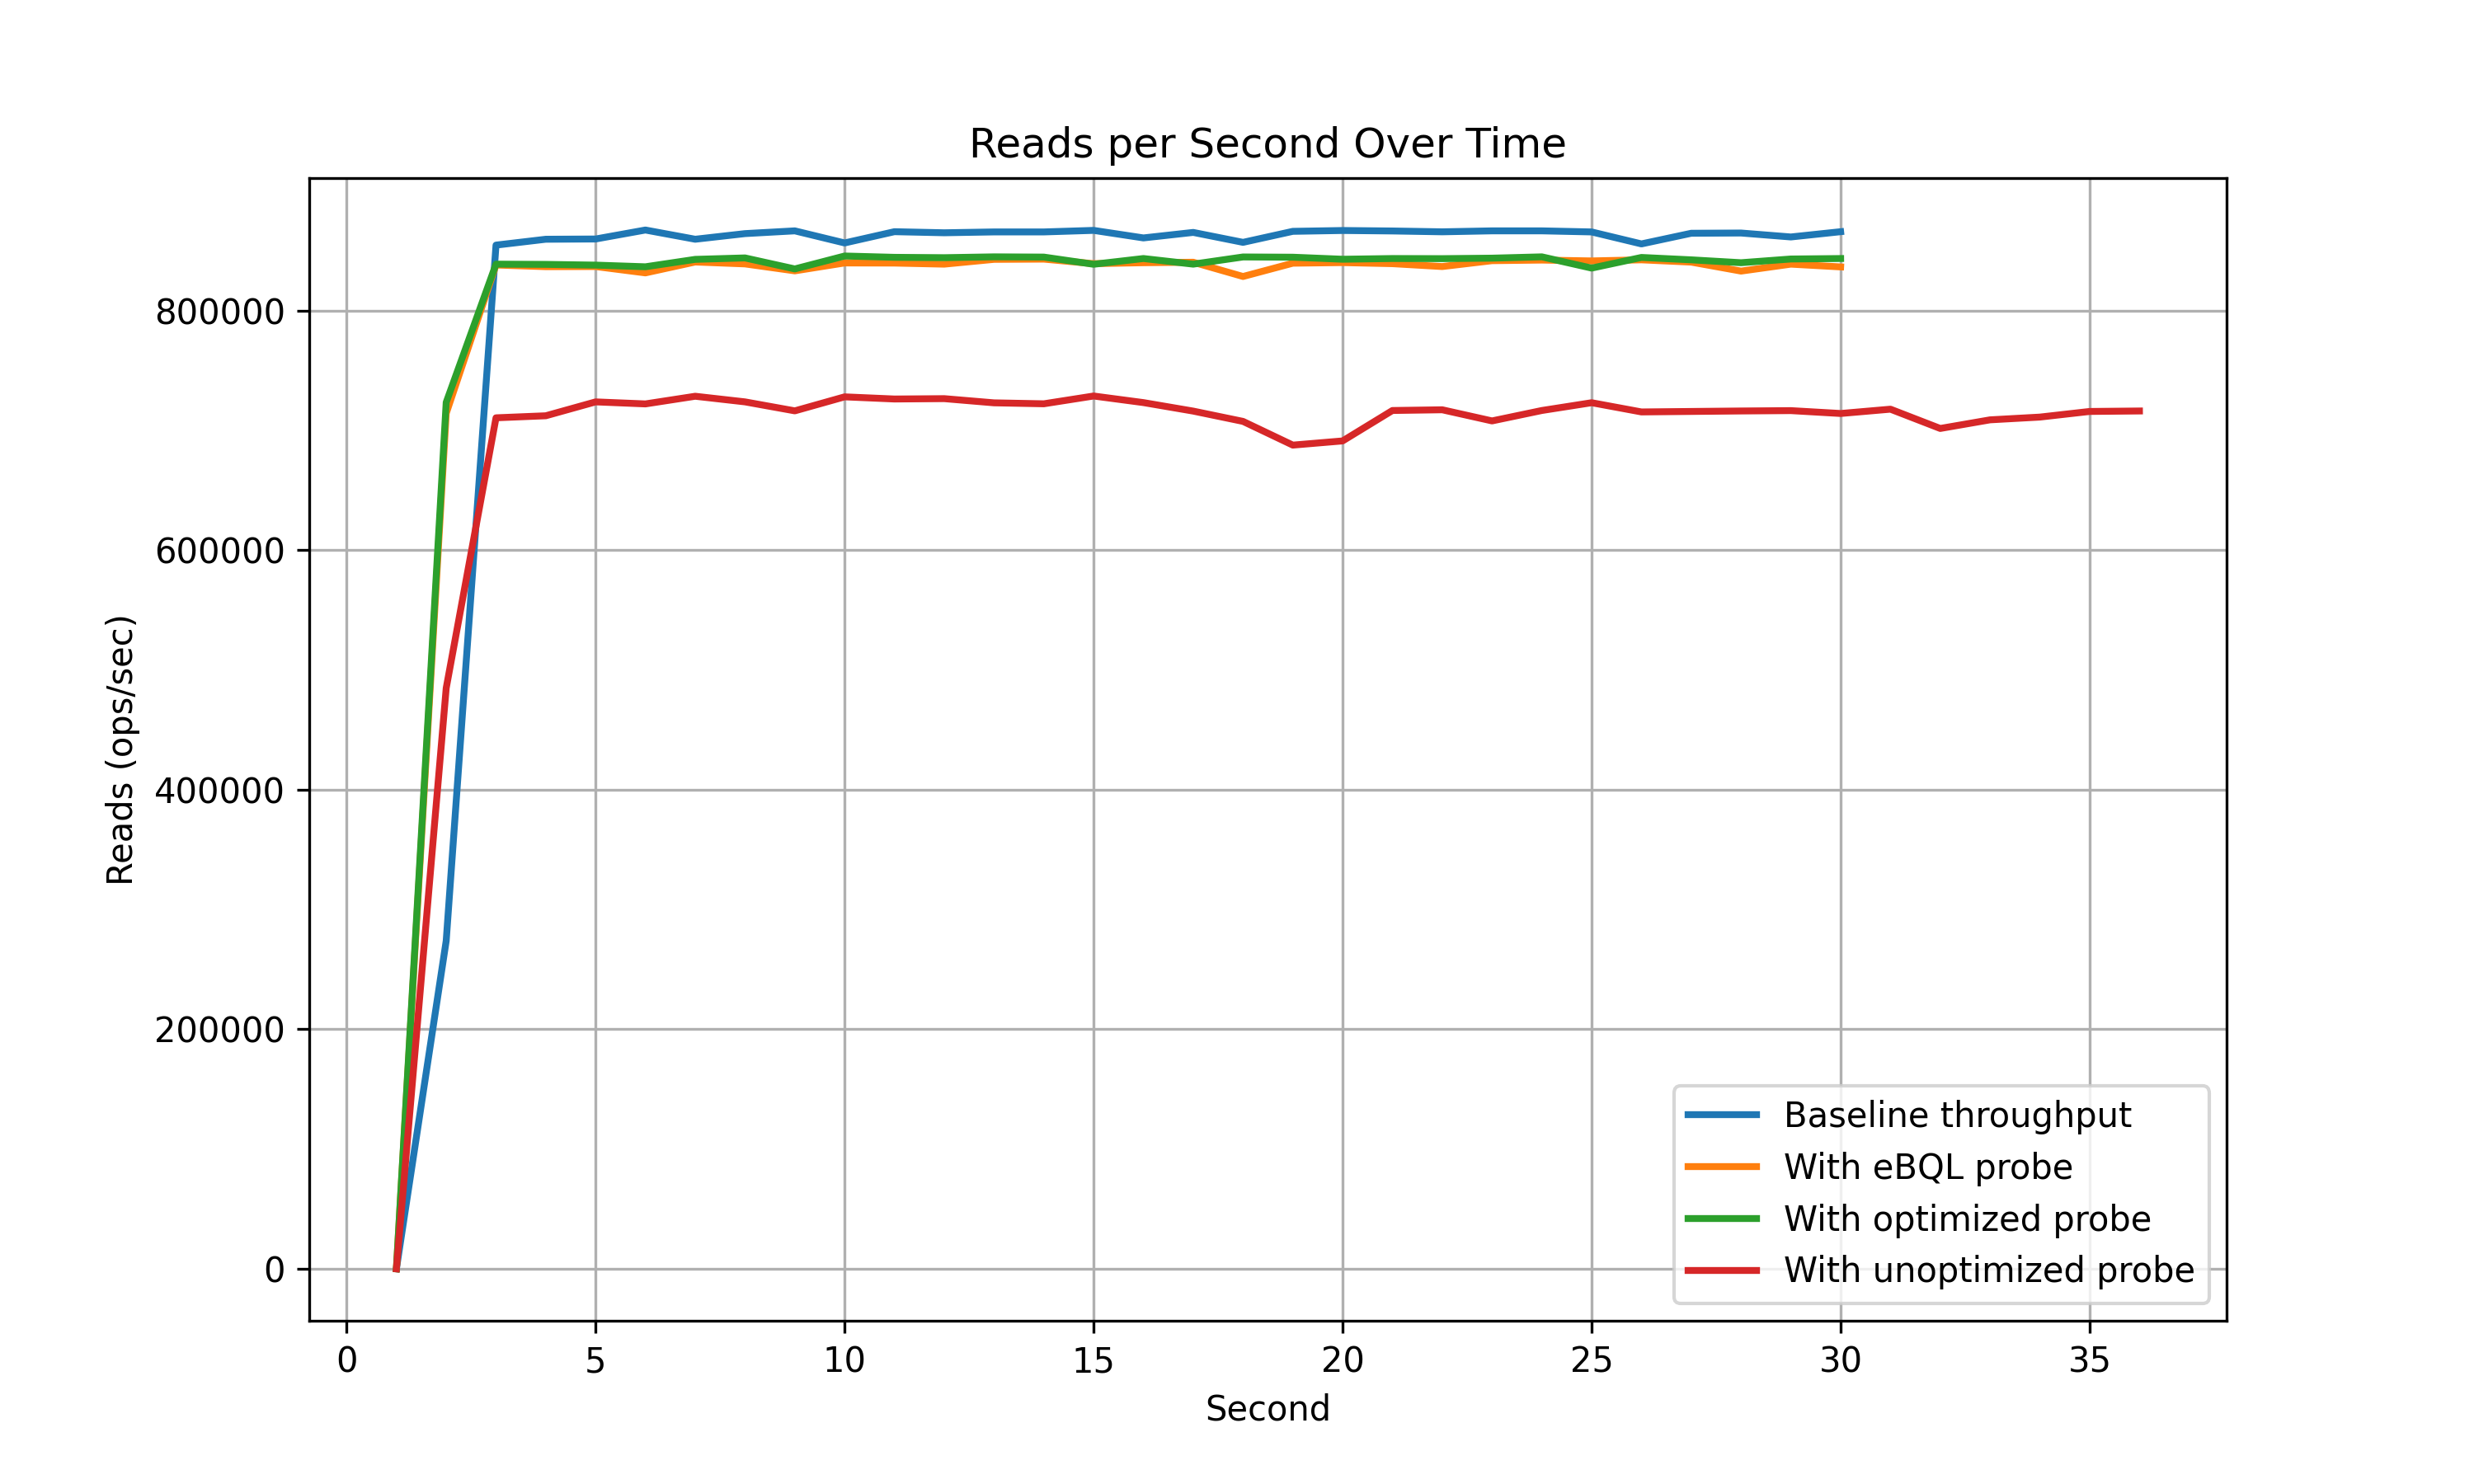 Reads per Second Over Time
Reads (ops/sec)
800000
600000
400000
200000
0
0 5 10 15 20 25 30 35
Second
Baseline throughput
With eBQL probe
With optimized probe
With unoptimized probe